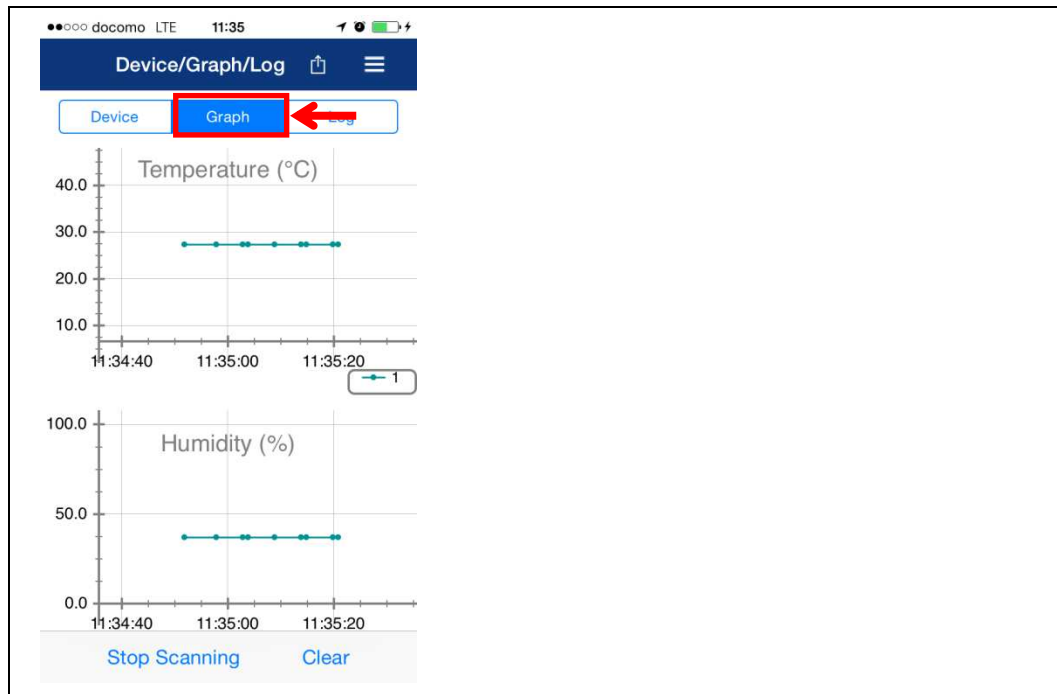 docomo LTE 11:35
Device/Graph/Log
Device Graph Log
Temperature (°C)
40.0
30.0
20.0
10.0
11:34:40 11:35:00 11:35:20
1
100.0
Humidity (%)
50.0
0.0
11:34:40 11:35:00 11:35:20
Stop Scanning Clear